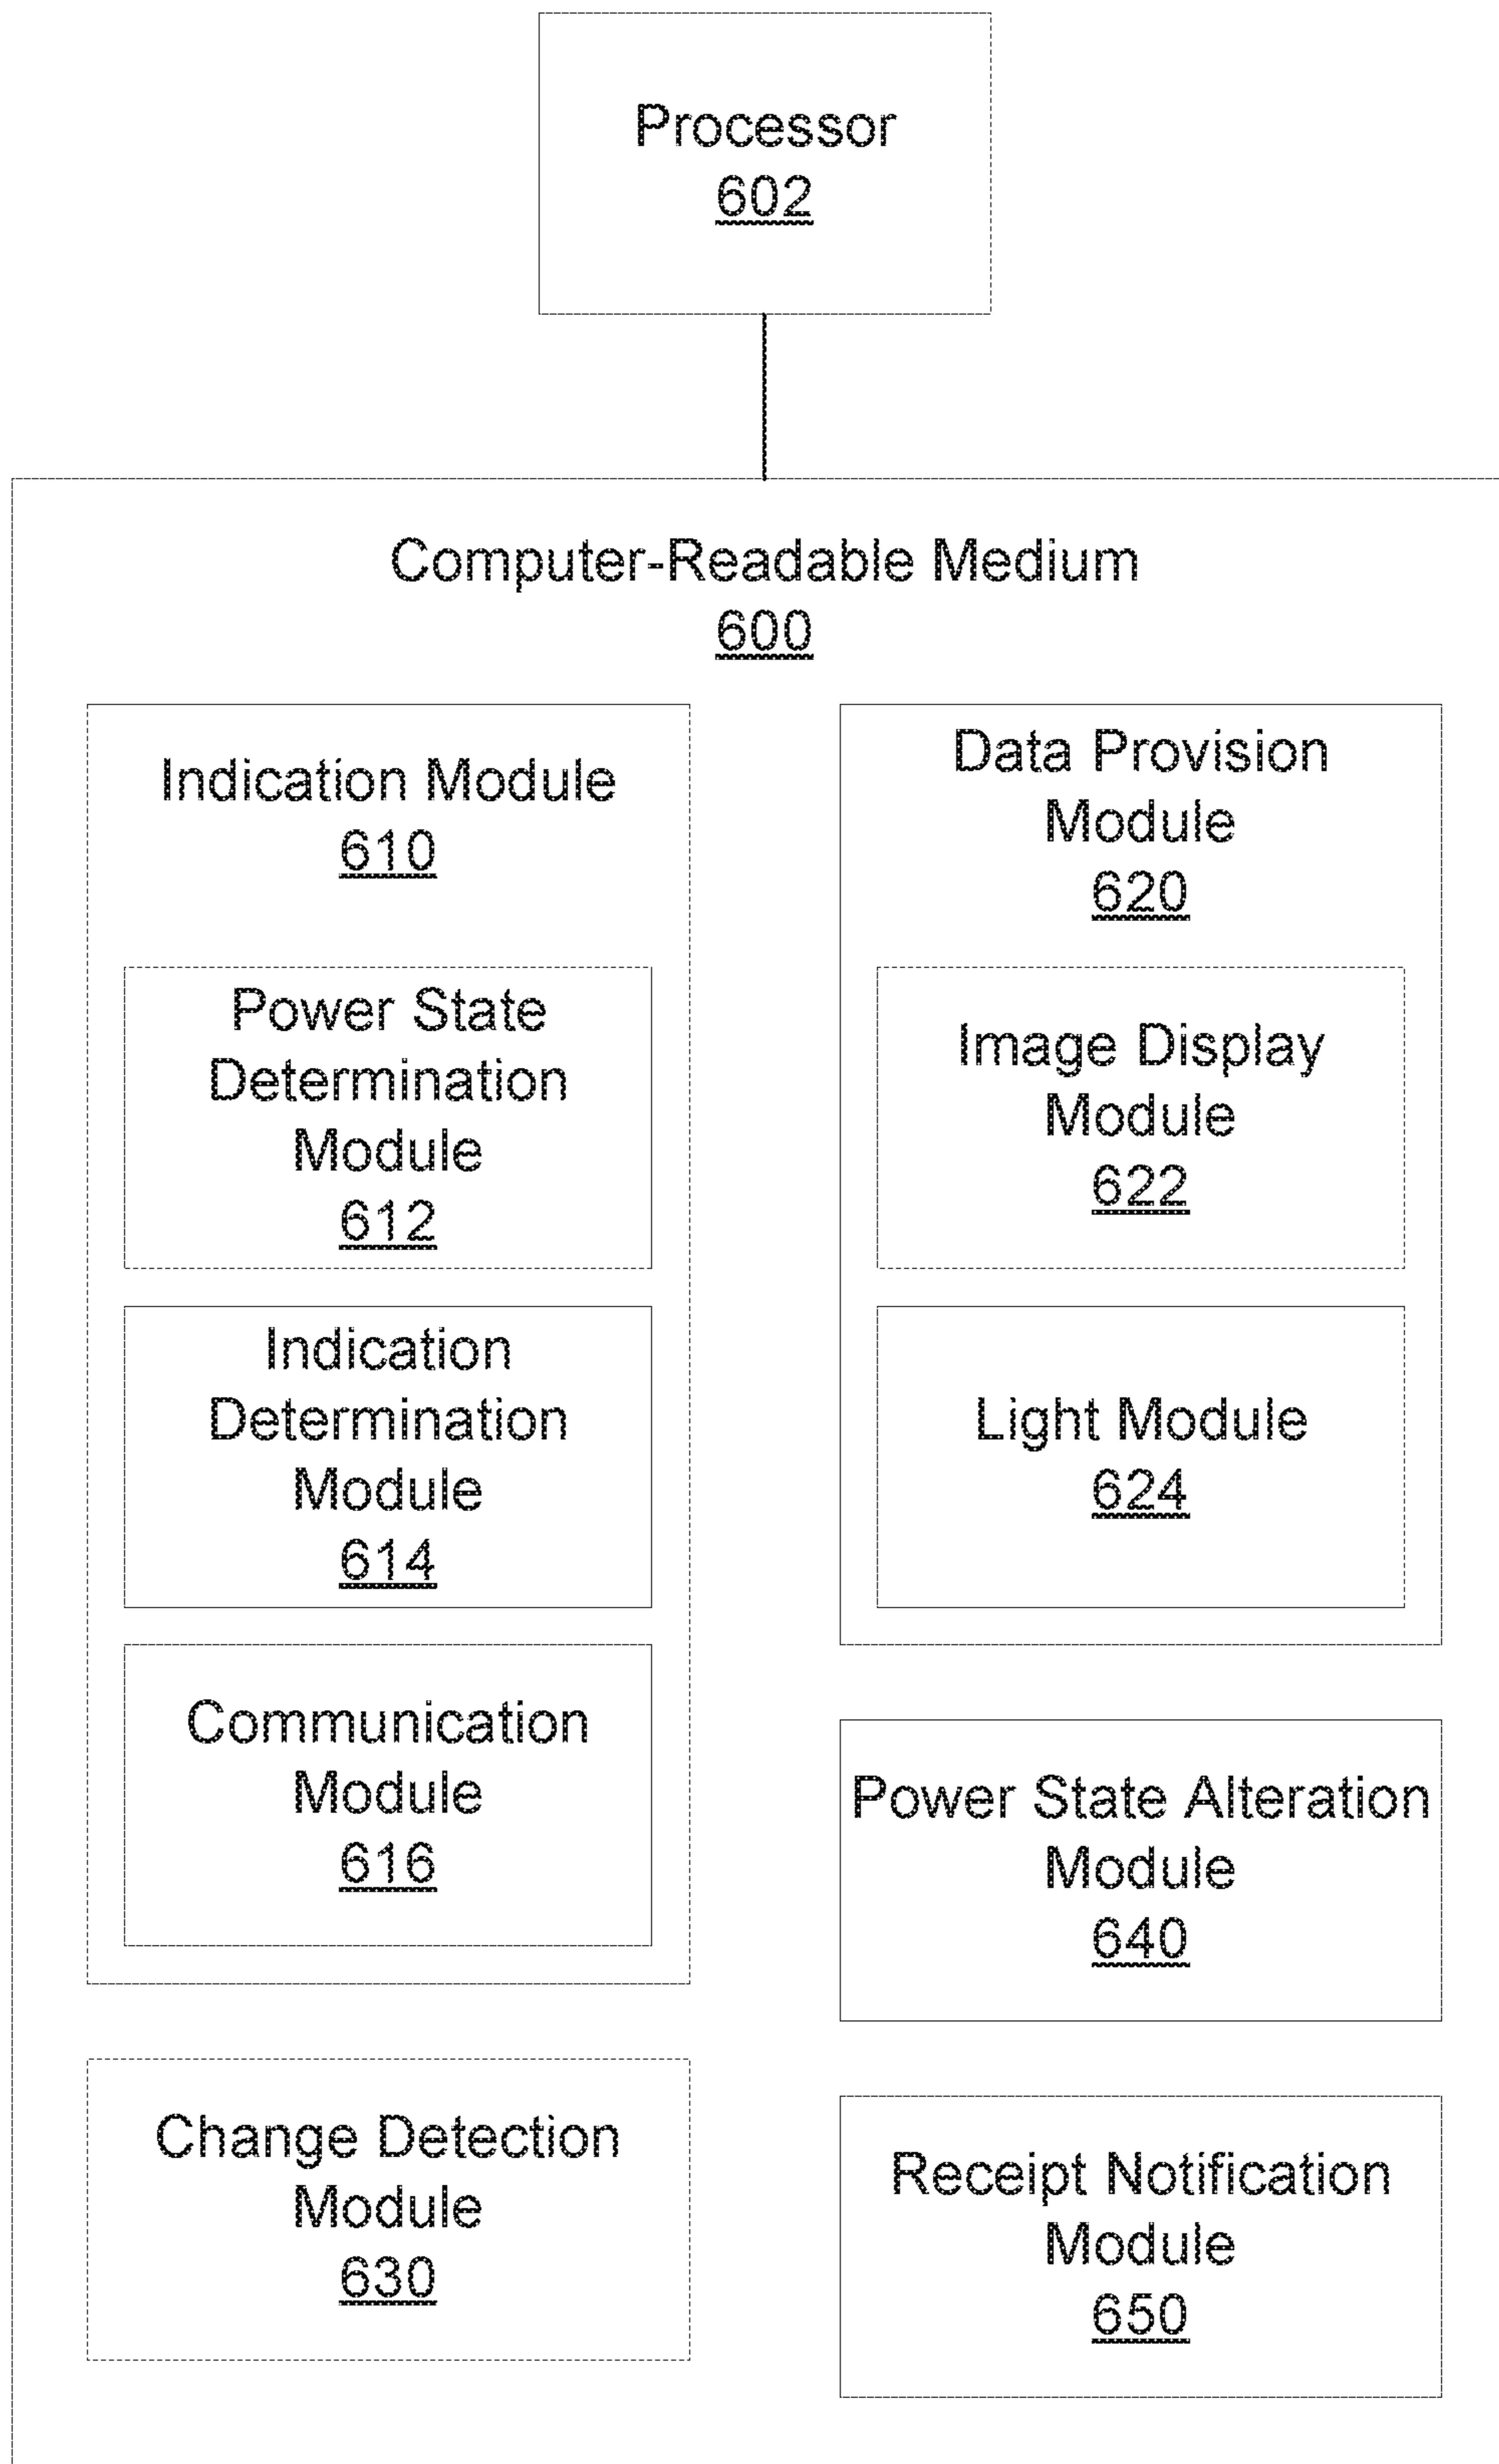 Processor
602
Computer-Readable Medium
600
Indication Module
610
Power State
Determination
Module
612
Indication
Determination
Module
614
Communication
Module
616
Change Detection
Module
630
Data Provision
Module
620
Image Display
Module
622
Light Module
624
Power State Alteration
Module
640
Receipt Notification
Module
650